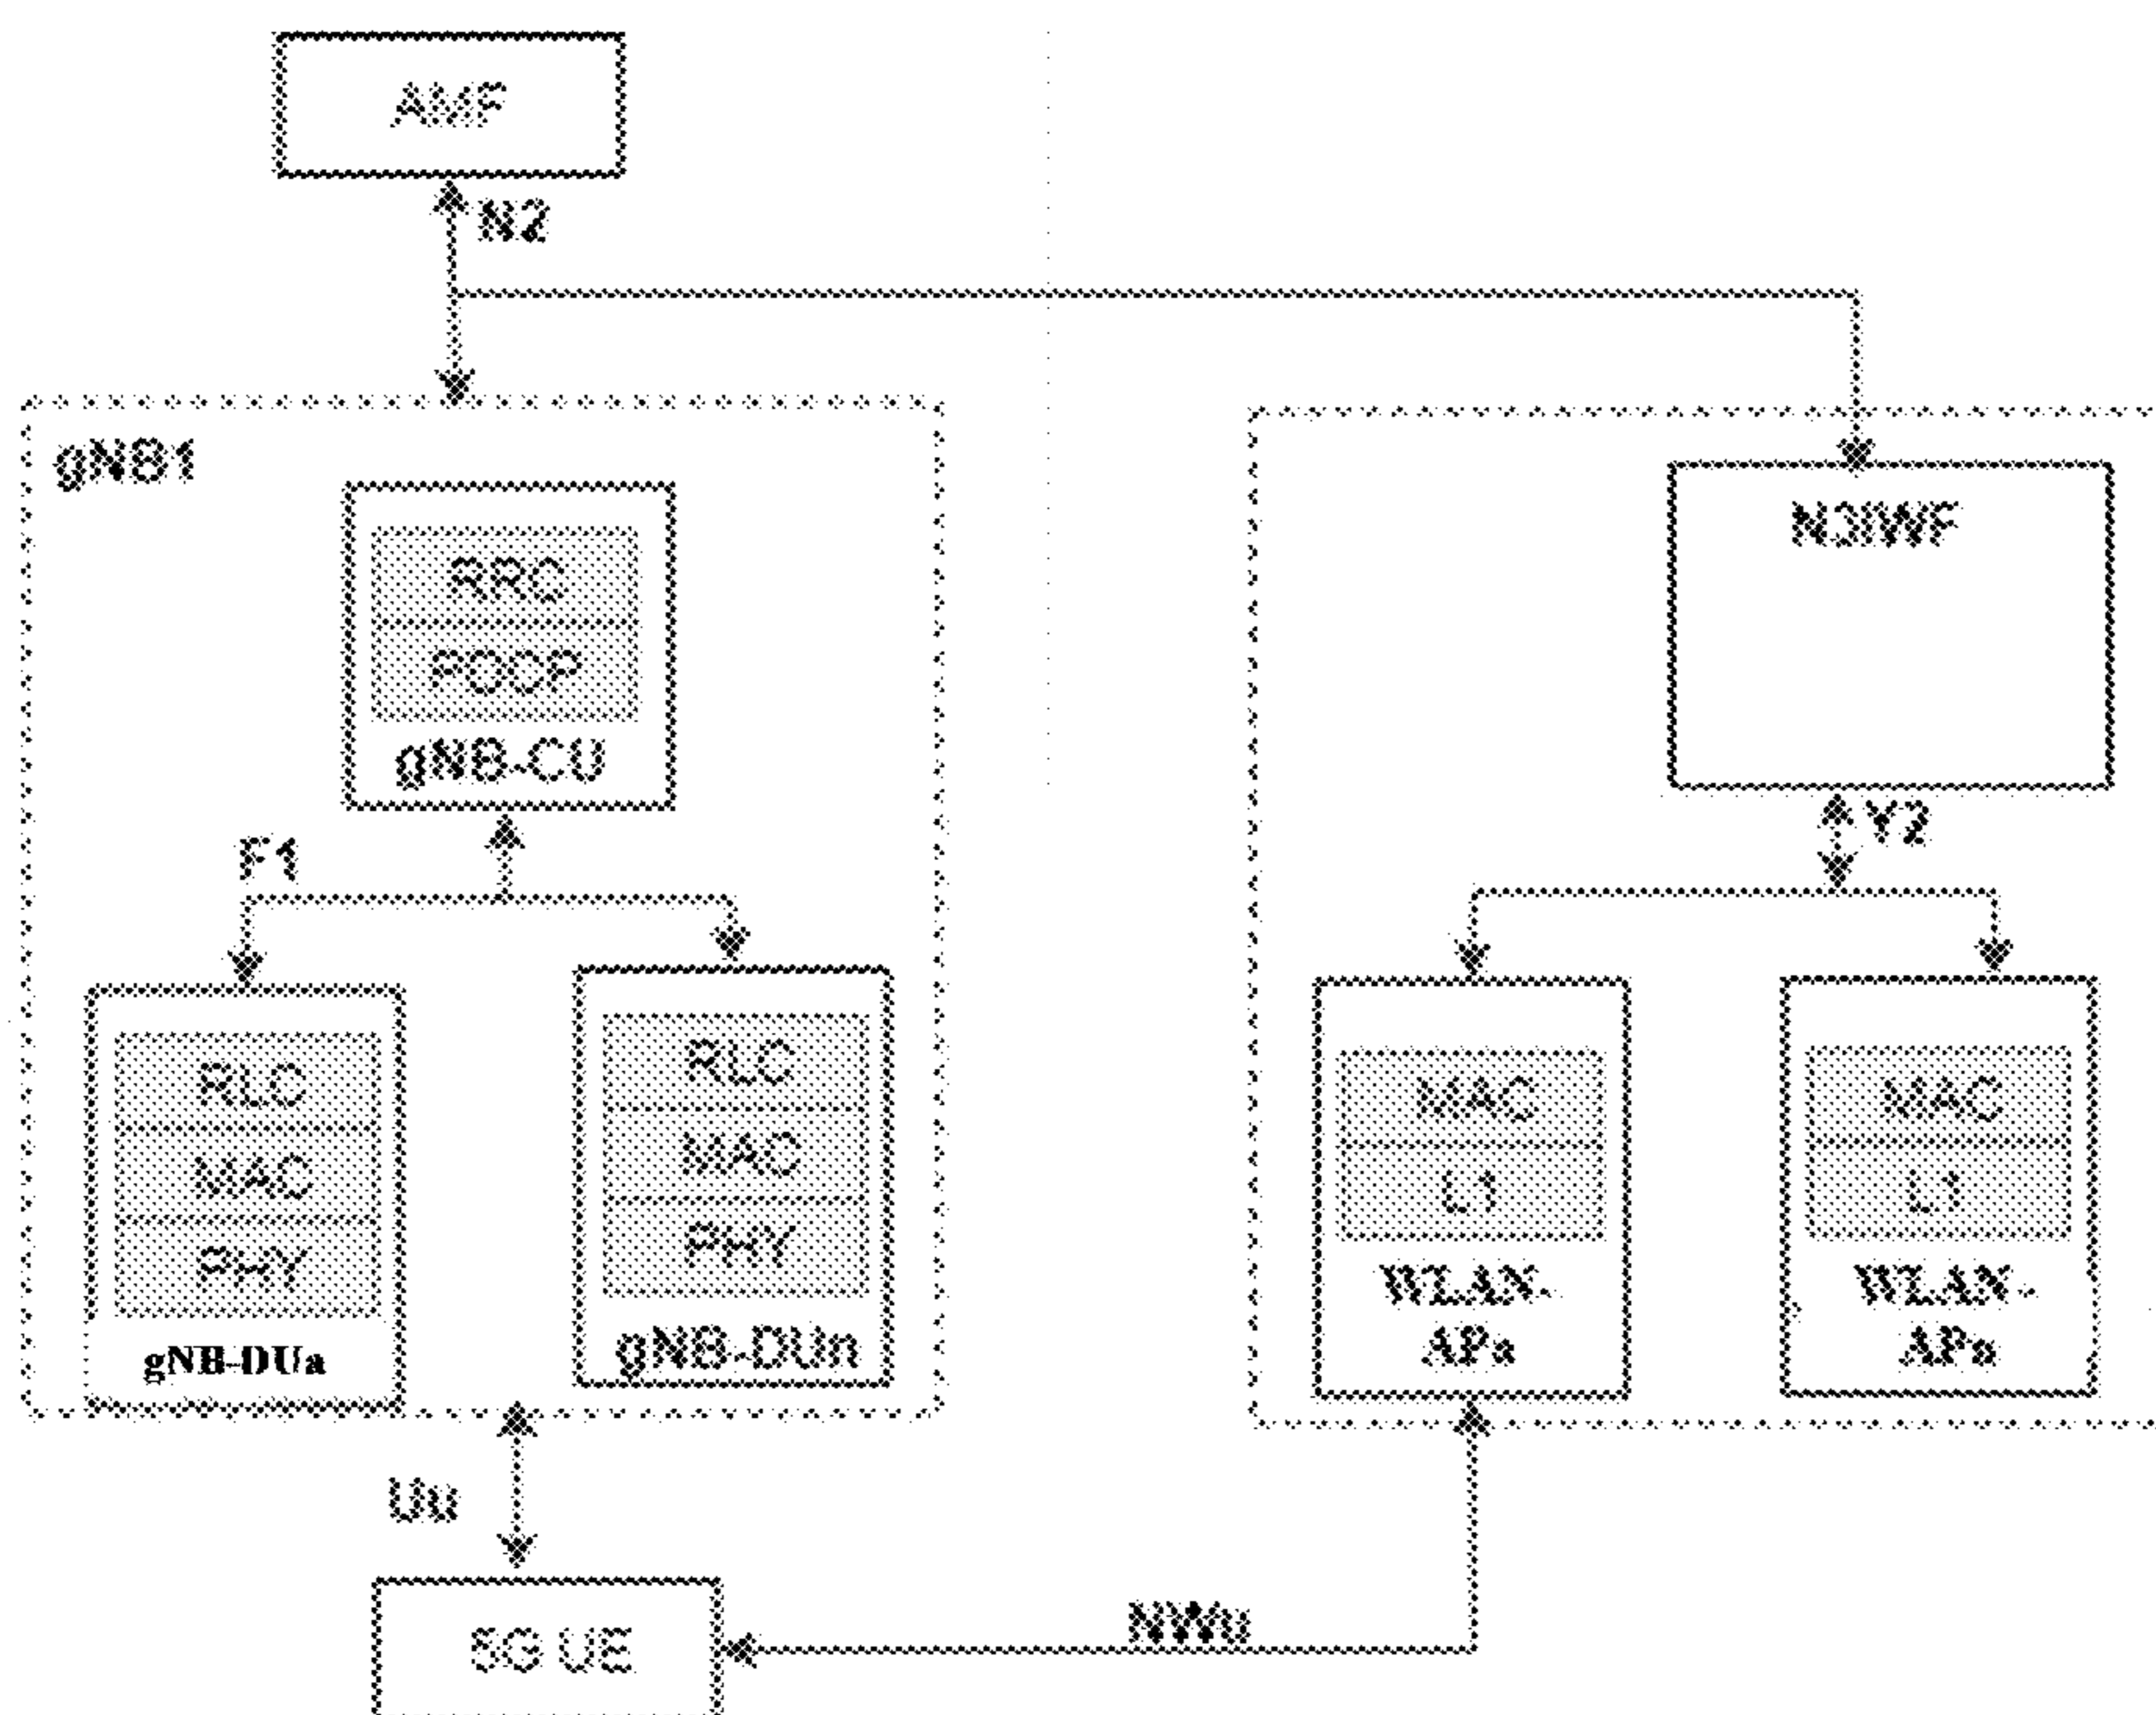 AMF
N2
gNB1
RRC
PDCP
gNB-CU
F1
RLC
MAC
PHY
gNB-DUa
RLC
MAC
PHY
gNB-DUn
N3IWF
Y2
MAC
L1
WLAN-
APa
MAC
L1
WLAN-
APn
Uu
5G UE
NWu